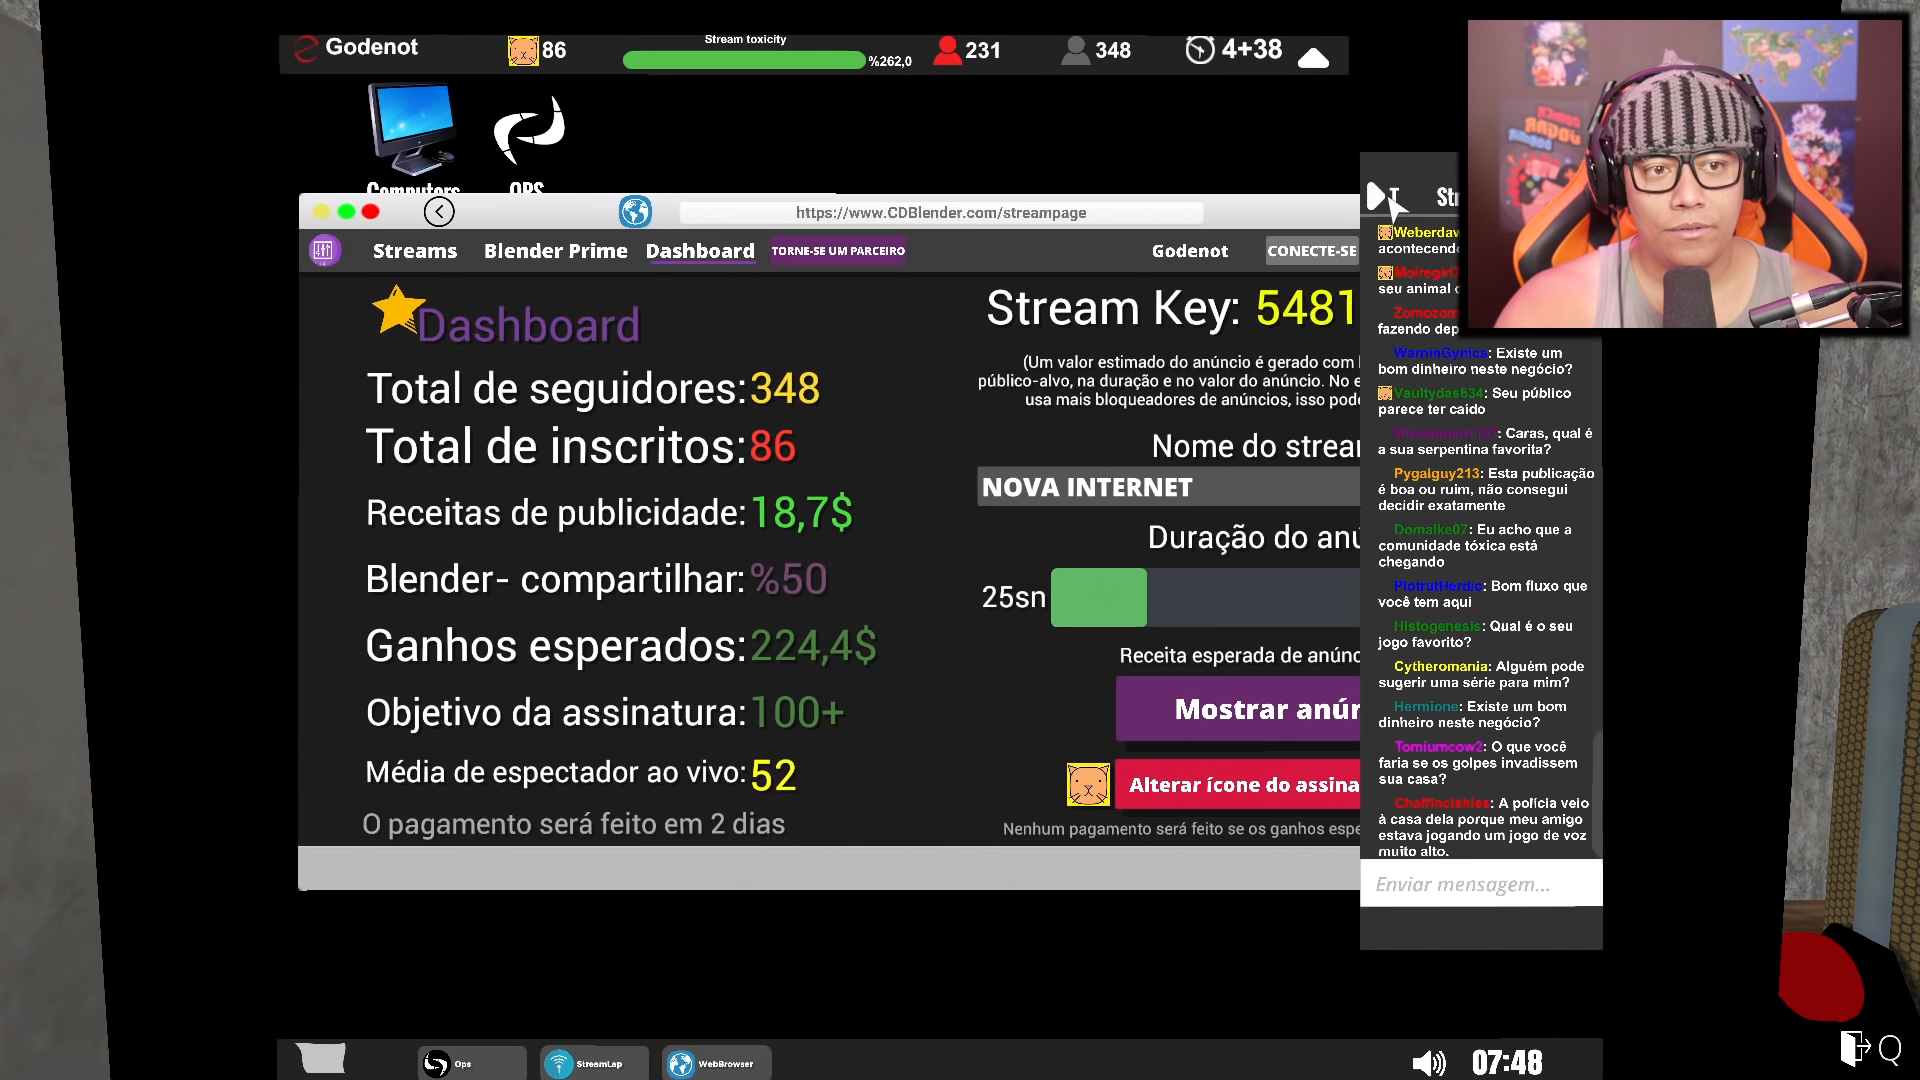 Godenot
86
Stream toxicity
%262,0
231
348
4+38
Computers
OPS
https://www.CDBlender.com/streampage
Streams
Blender Prime
Dashboard
TORNE-SE UM PARCEIRO
Godenot
CONECTE-SE
Dashboard
Total de seguidores:348
Total de inscritos:86
Receitas de publicidade:18,7$
Blender- compartilhar:%50
Ganhos esperados:224,4$
Objetivo da assinatura:100+
Média de espectador ao vivo:52
O pagamento será feito em 2 dias
Stream Key: 5481
(Um valor estimado do anúncio é gerado com
público-alvo, na duração e no valor do anúncio. No e
usa mais bloqueadores de anúncios, isso pod
Nome do strear
NOVA INTERNET
Duração do anú
25sn
Receita esperada de anúnc
Mostrar anúr
Alterar ícone do assina
Nenhum pagamento será feito se os ganhos espe
T
Str
Weberdav
acontecend
Moiregirl
seu animal
Zomozom
fazendo dep
WarninGynics: Existe um
bom dinheiro neste negócio?
Vaultydas634: Seu público
parece ter caído
: Caras, qual é
a sua serpentina favorita?
Pygalguy213: Esta publicação
é boa ou ruim, não consegui
decidir exatamente
Domalke07: Eu acho que a
comunidade tóxica está
chegando
PlotrutHerdic: Bom fluxo que
você tem aqui
Histogenesis: Qual é o seu
jogo favorito?
Cytheromania: Alguém pode
sugerir uma série para mim?
Hermione: Existe um bom
dinheiro neste negócio?
Tomiumcow2: O que você
faria se os golpes invadissem
sua casa?
Chaffincishies: A polícia veio
à casa dela porque meu amigo
estava jogando um jogo de voz
muito alto.
Enviar mensagem...
Ops
StreamLap
WebBrowser
07:48
Q